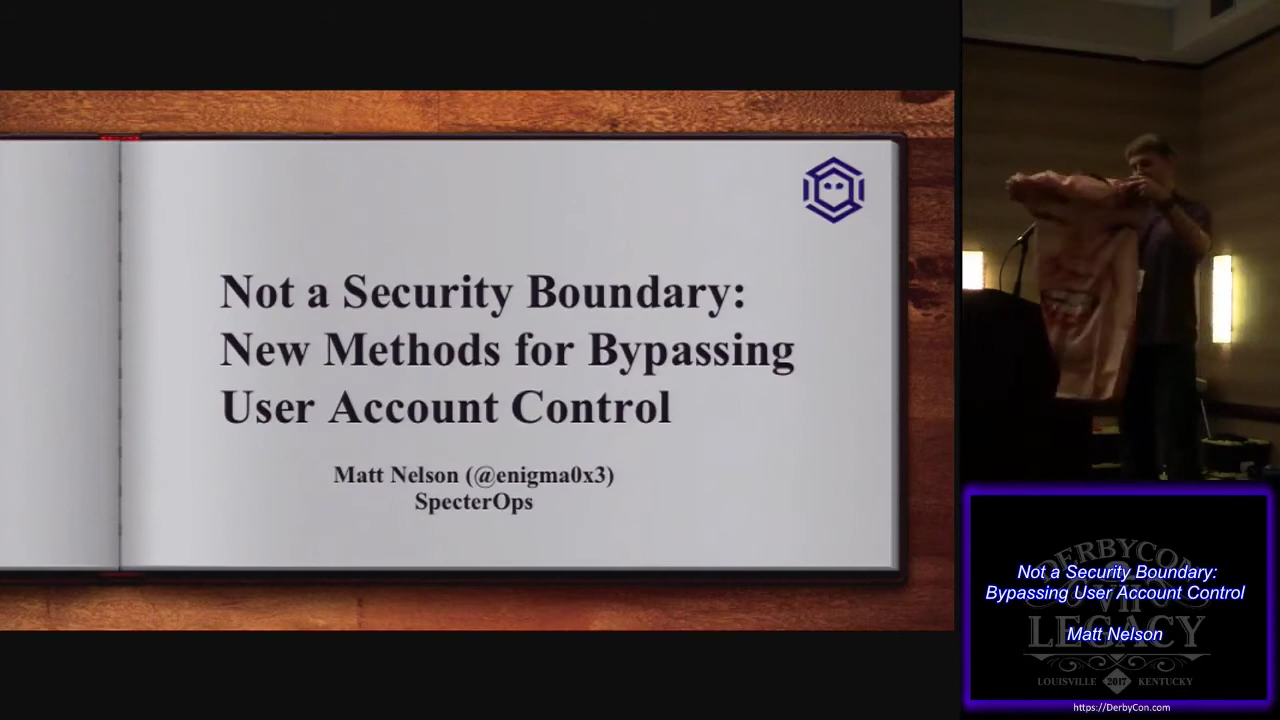 Not a Security Boundary:
New Methods for Bypassing
User Account Control
Matt Nelson (@enigma0x3)
SpecterOps
DERBYCON
VII
LEGACY
LOUISVILLE 2017 KENTUCKY
Not a Security Boundary:
Bypassing User Account Control
Matt Nelson
https://DerbyCon.com